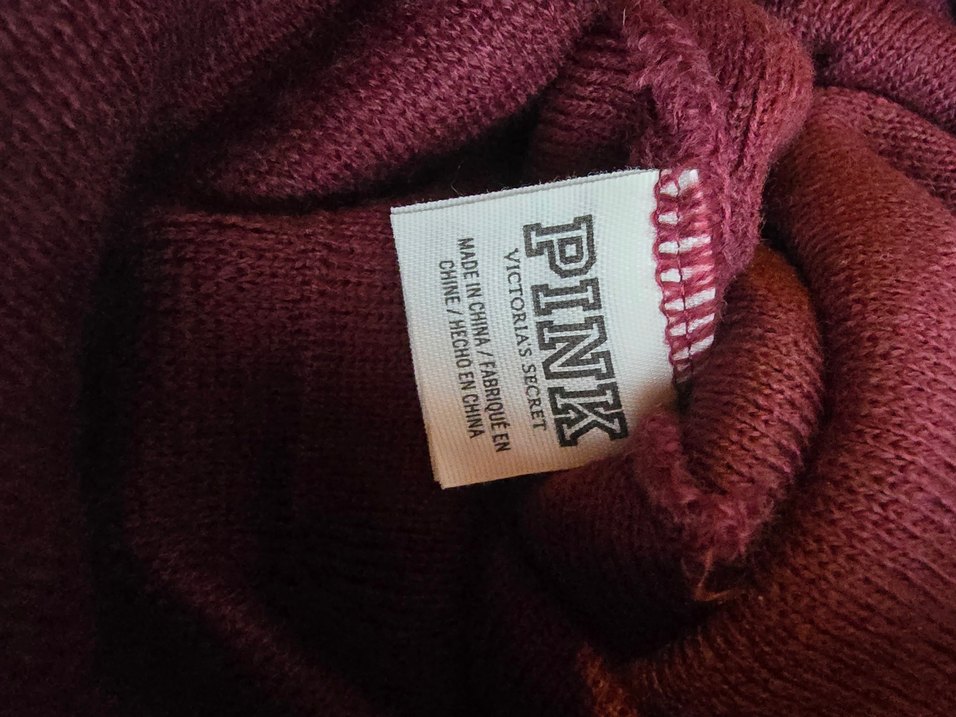 PINK
VICTORIA'S SECRET
MADE IN CHINA / FABRIQUÉ EN
CHINE / HECHO EN CHINA